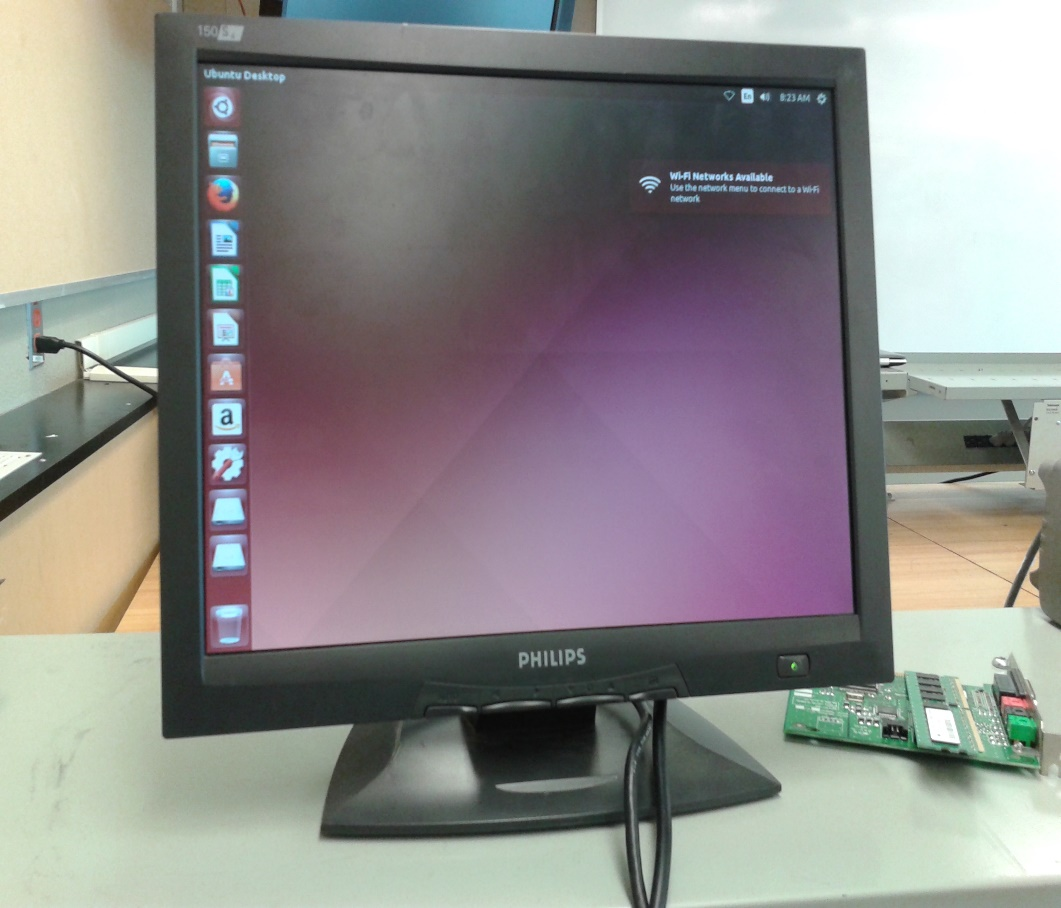 150
Ubuntu Desktop
En
8:23 AM
Wi-Fi Networks Available
Use the network menu to connect to a Wi-Fi
network
A
a
PHILIPS